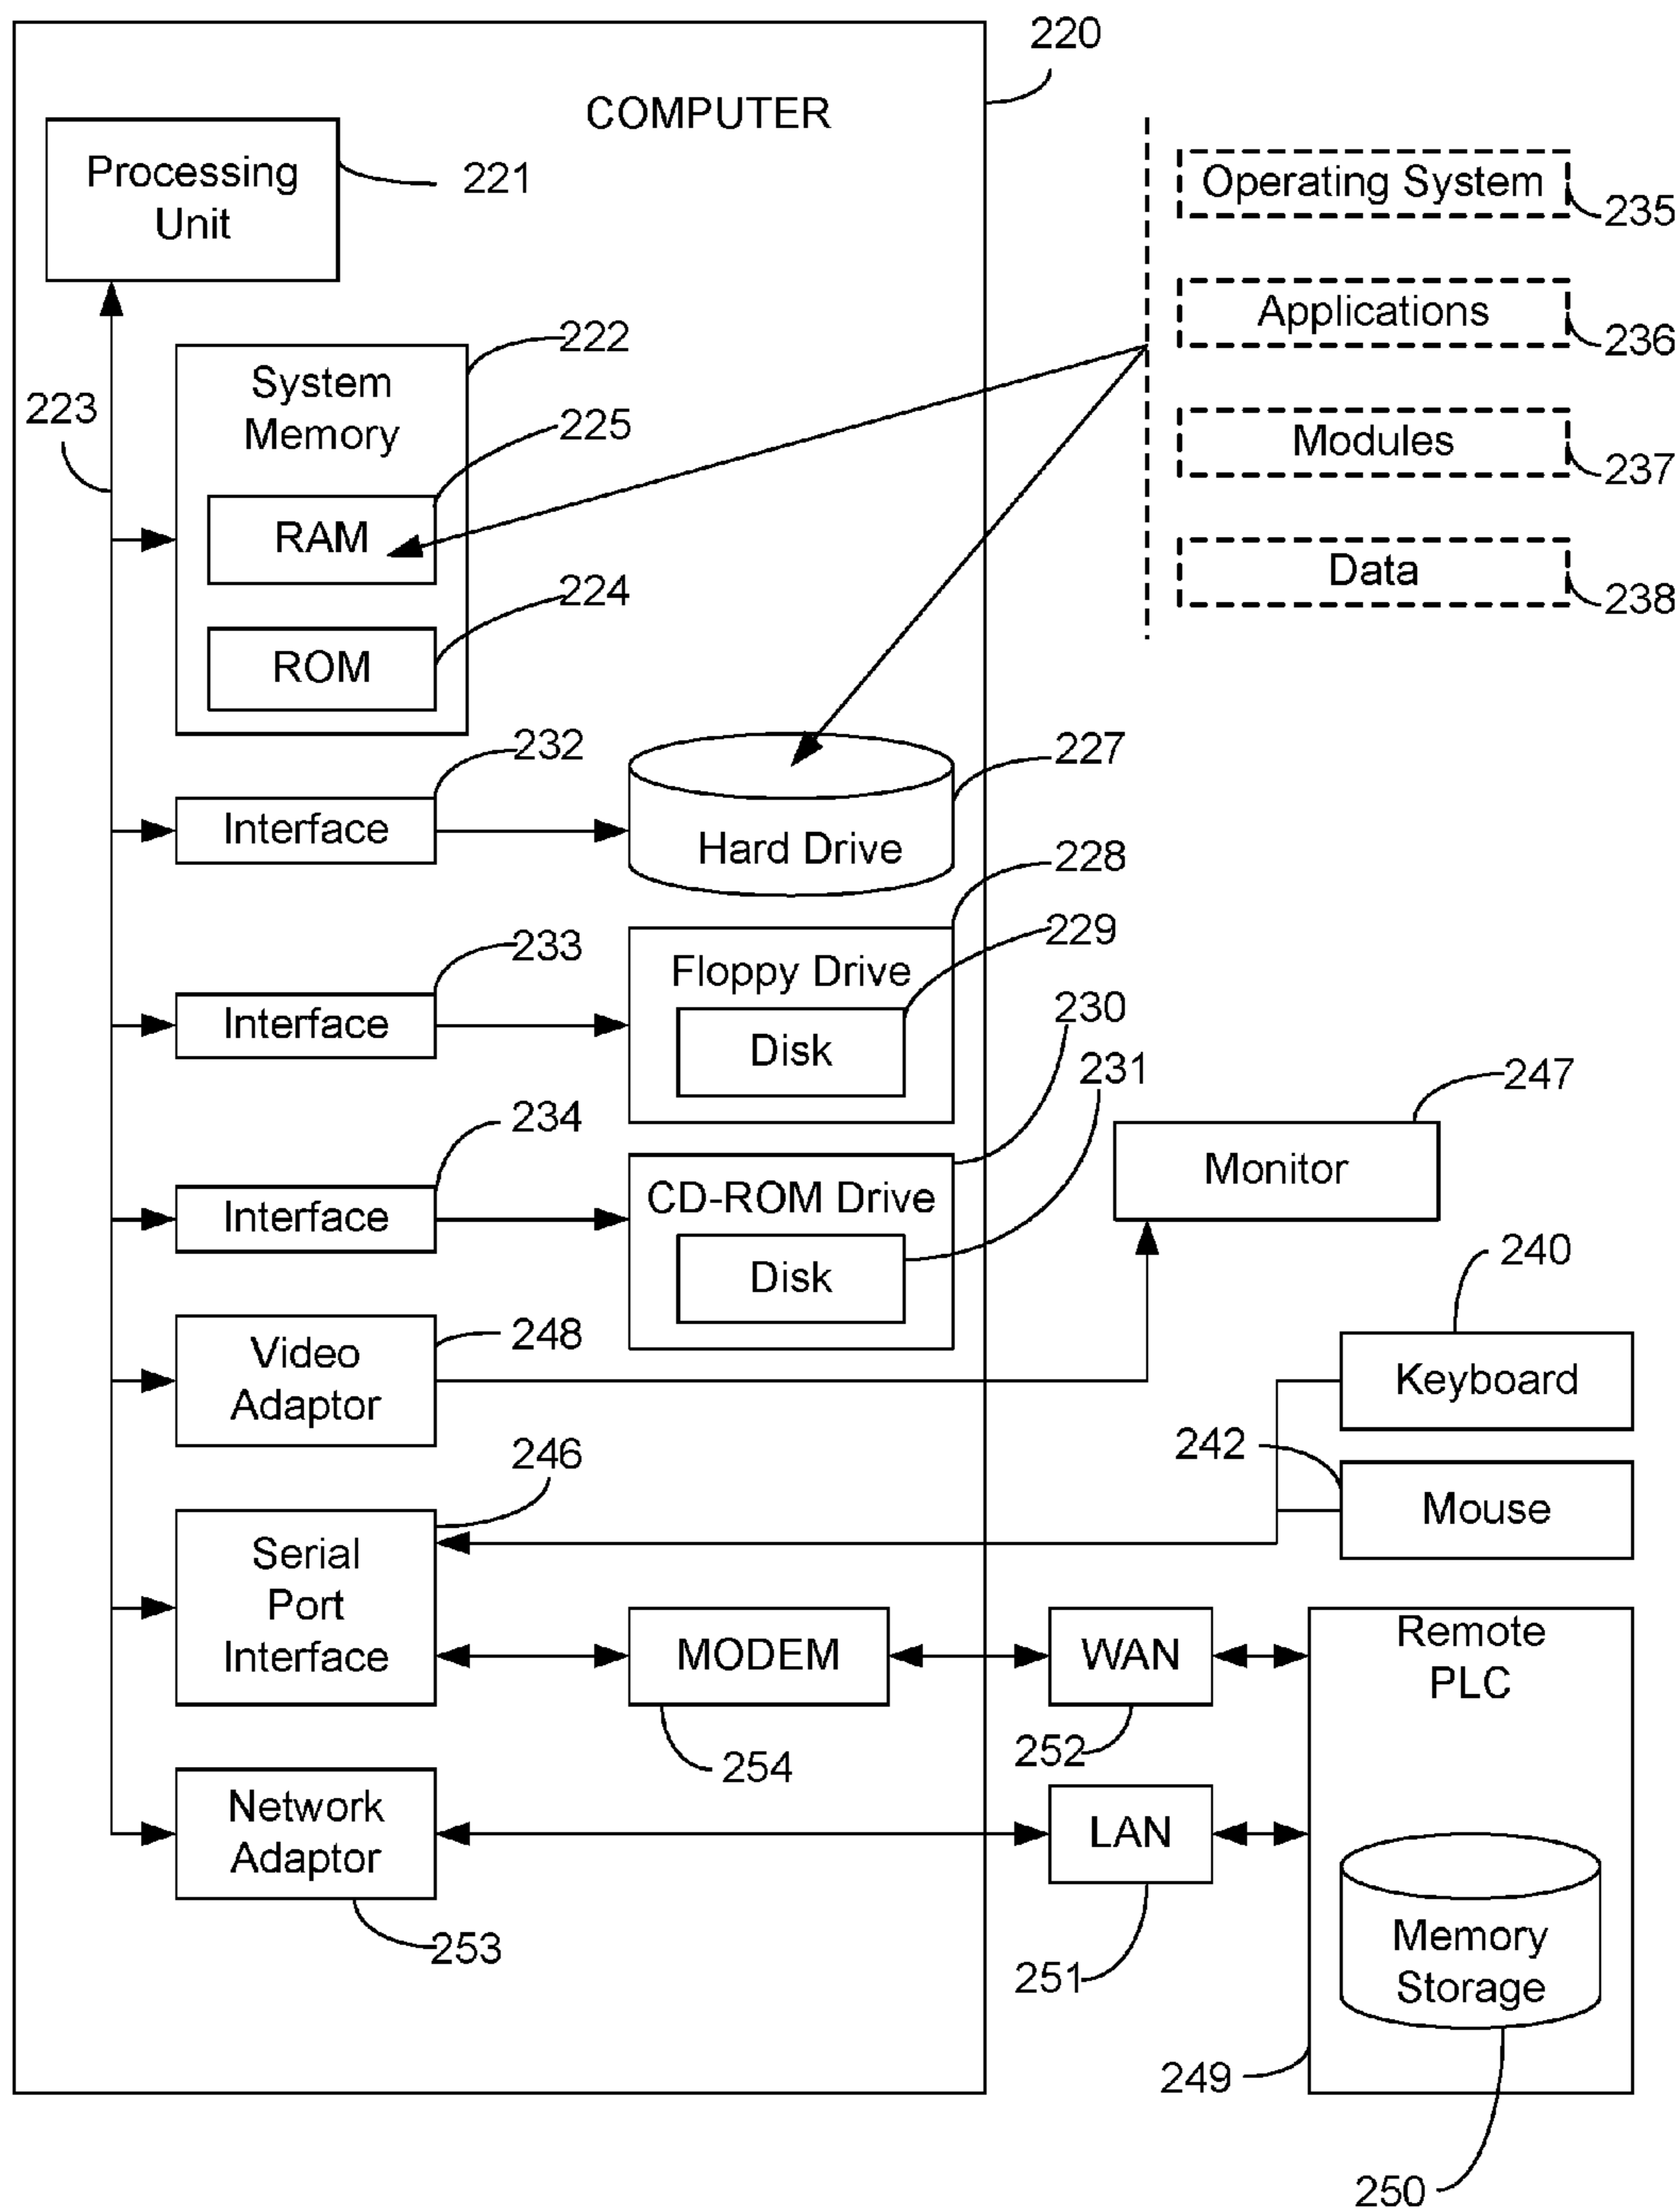 220
COMPUTER
Processing
Unit
221
Operating System
235
Applications
236
222
System
Memory
223
225
Modules
237
RAM
Data
238
224
ROM
232
227
Interface
Hard Drive
228
229
233
Floppy Drive
230
Interface
Disk
231
247
234
Monitor
CD-ROM Drive
Interface
240
Disk
248
Video
Adaptor
Keyboard
242
246
Mouse
Serial
Port
Interface
MODEM
WAN
Remote
PLC
252
254
Network
Adaptor
LAN
253
251
Memory
Storage
249
250